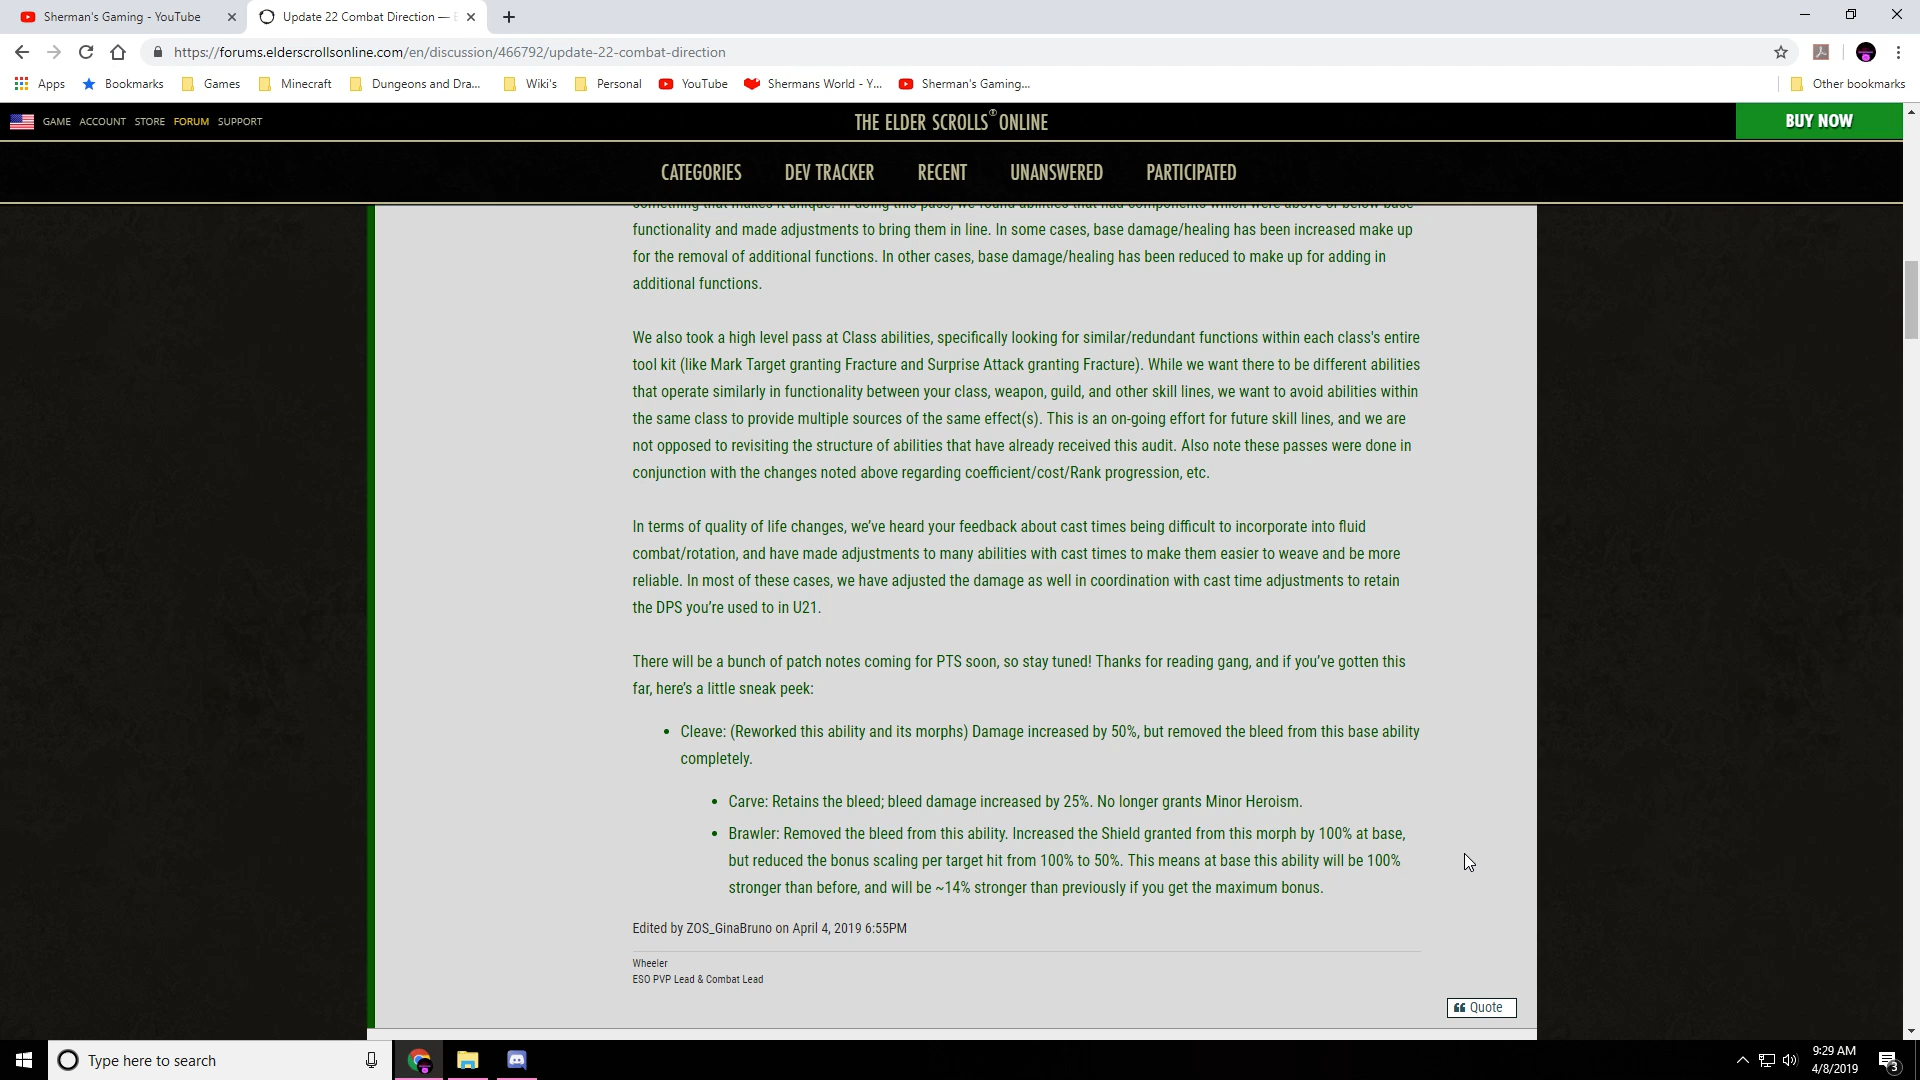 Sherman's Gaming - YouTube
Update 22 Combat Direction —
https://forums.elderscrollsonline.com/en/discussion/466792/update-22-combat-direction
Apps Bookmarks Games Minecraft Dungeons and Dra... Wiki's Personal YouTube Shermans World - Y... Sherman's Gaming... Other bookmarks
GAME ACCOUNT STORE FORUM SUPPORT
THE ELDER SCROLLS® ONLINE
BUY NOW
CATEGORIES DEV TRACKER RECENT UNANSWERED PARTICIPATED
something that makes it unique. In doing this pass, we found abilities that had components which were above or below base
functionality and made adjustments to bring them in line. In some cases, base damage/healing has been increased make up
for the removal of additional functions. In other cases, base damage/healing has been reduced to make up for adding in
additional functions.
We also took a high level pass at Class abilities, specifically looking for similar/redundant functions within each class's entire
tool kit (like Mark Target granting Fracture and Surprise Attack granting Fracture). While we want there to be different abilities
that operate similarly in functionality between your class, weapon, guild, and other skill lines, we want to avoid abilities within
the same class to provide multiple sources of the same effect(s). This is an on-going effort for future skill lines, and we are
not opposed to revisiting the structure of abilities that have already received this audit. Also note these passes were done in
conjunction with the changes noted above regarding coefficient/cost/Rank progression, etc.
In terms of quality of life changes, we've heard your feedback about cast times being difficult to incorporate into fluid
combat/rotation, and have made adjustments to many abilities with cast times to make them easier to weave and be more
reliable. In most of these cases, we have adjusted the damage as well in coordination with cast time adjustments to retain
the DPS you're used to in U21.
There will be a bunch of patch notes coming for PTS soon, so stay tuned! Thanks for reading gang, and if you've gotten this
far, here's a little sneak peek:
• Cleave: (Reworked this ability and its morphs) Damage increased by 50%, but removed the bleed from this base ability
completely.
• Carve: Retains the bleed; bleed damage increased by 25%. No longer grants Minor Heroism.
• Brawler: Removed the bleed from this ability. Increased the Shield granted from this morph by 100% at base,
but reduced the bonus scaling per target hit from 100% to 50%. This means at base this ability will be 100%
stronger than before, and will be ~14% stronger than previously if you get the maximum bonus.
Edited by ZOS_GinaBruno on April 4, 2019 6:55PM
Wheeler
ESO PVP Lead & Combat Lead
Quote
Type here to search
9:29 AM
4/8/2019
3